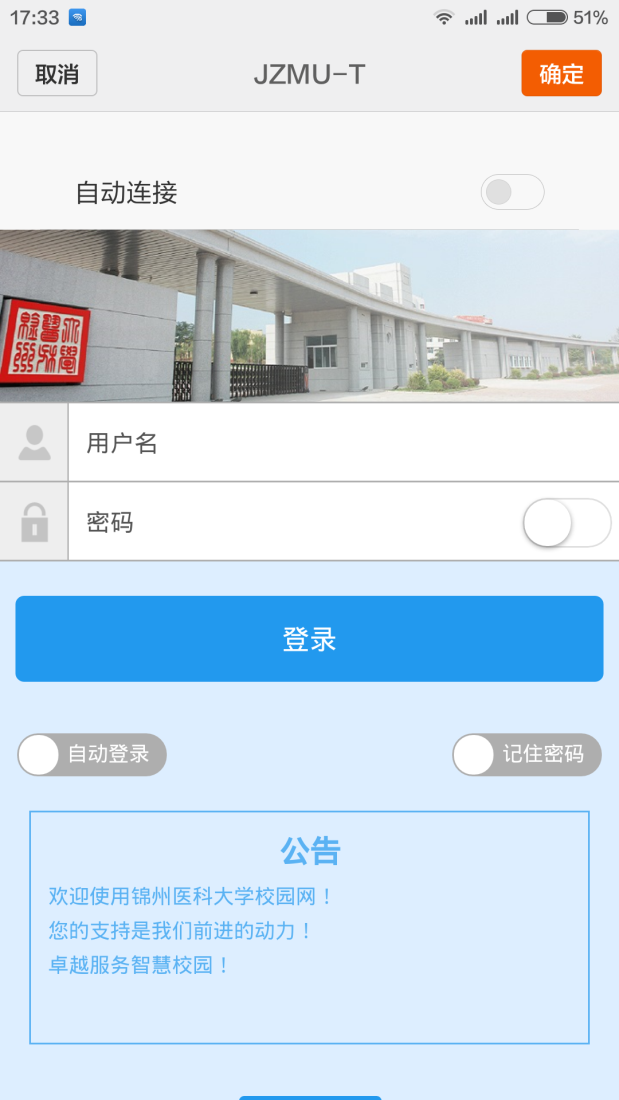 17:33
51%
取消
JZMU-T
确定
自动连接
用户名
密码
登录
自动登录
记住密码
公告
欢迎使用锦州医科大学校园网！
您的支持是我们前进的动力！
卓越服务智慧校园！